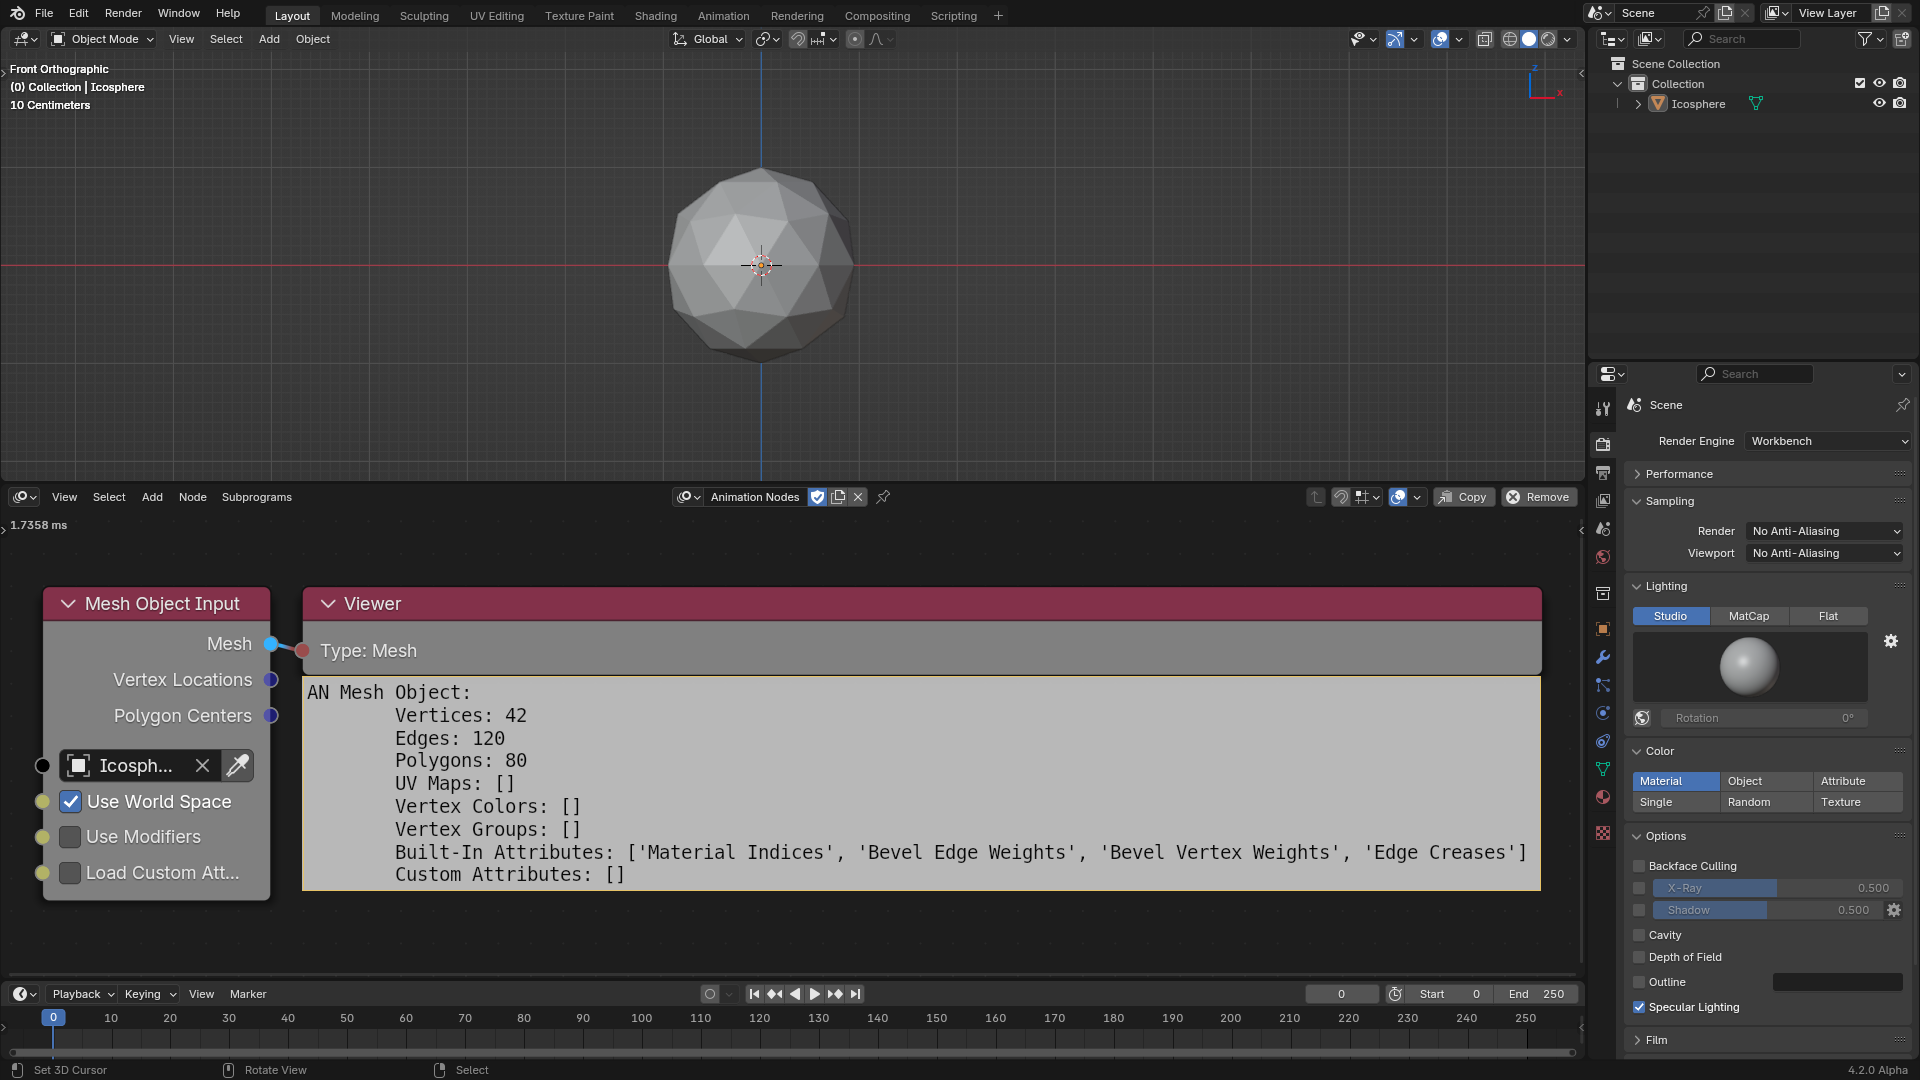 File Edit Render Window Help
Layout Modeling Sculpting UV Editing Texture Paint Shading Animation Rendering Compositing Scripting +
Scene
View Layer
Object Mode View Select Add Object
Global
Search
Front Orthographic
(0) Collection | Icosphere
10 Centimeters
z
x
Scene Collection
Collection
Icosphere
View Select Add Node Subprograms
Animation Nodes
Copy Remove
1.7358 ms
Mesh Object Input
Mesh
Vertex Locations
Polygon Centers
Icosph...
Use World Space
Use Modifiers
Load Custom Att...
Viewer
Type: Mesh
AN Mesh Object:
Vertices: 42
Edges: 120
Polygons: 80
UV Maps: []
Vertex Colors: []
Vertex Groups: []
Built-In Attributes: ['Material Indices', 'Bevel Edge Weights', 'Bevel Vertex Weights', 'Edge Creases']
Custom Attributes: []
Search
Scene
Render Engine Workbench
Performance
Sampling
Render No Anti-Aliasing
Viewport No Anti-Aliasing
Lighting
Studio MatCap Flat
Rotation 0°
Color
Material Object Attribute
Single Random Texture
Options
Backface Culling
X-Ray 0.500
Shadow 0.500
Cavity
Depth of Field
Outline
Specular Lighting
Film
Playback Keying View Marker
0 Start 0 End 250
0 10 20 30 40 50 60 70 80 90 100 110 120 130 140 150 160 170 180 190 200 210 220 230 240 250
Set 3D Cursor Rotate View Select
4.2.0 Alpha